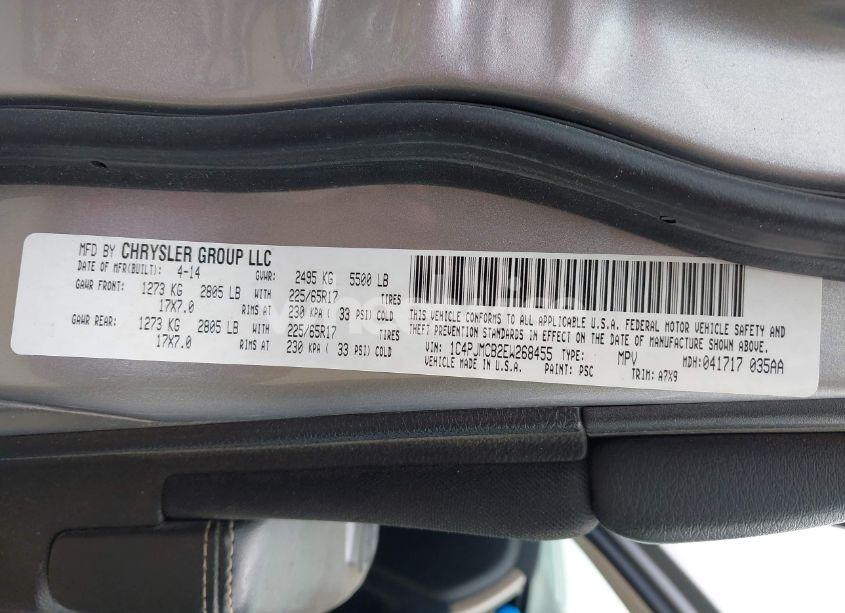 MFD BY CHRYSLER GROUP LLC
DATE OF MFR(BUILT): 4-14 GVWR: 2495 KG 5500 LB
GAWR FRONT: 1273 KG 2805 LB WITH 225/65R17 TIRES
17X7.0 RIMS AT 230 KPA ( 33 PSI) COLD
GAWR REAR: 1273 KG 2805 LB WITH 225/65R17 TIRES
17X7.0 RIMS AT 230 KPA ( 33 PSI) COLD
THIS VEHICLE CONFORMS TO ALL APPLICABLE U.S.A. FEDERAL MOTOR VEHICLE SAFETY AND
THEFT PREVENTION STANDARDS IN EFFECT ON THE DATE OF MANUFACTURE SHOWN ABOVE.
VIN: 1C4PJMCB2EW268455 TYPE: MPV MDH: 041717 035AA
VEHICLE MADE IN U.S.A. PAINT: PSC TRIM: A7X9